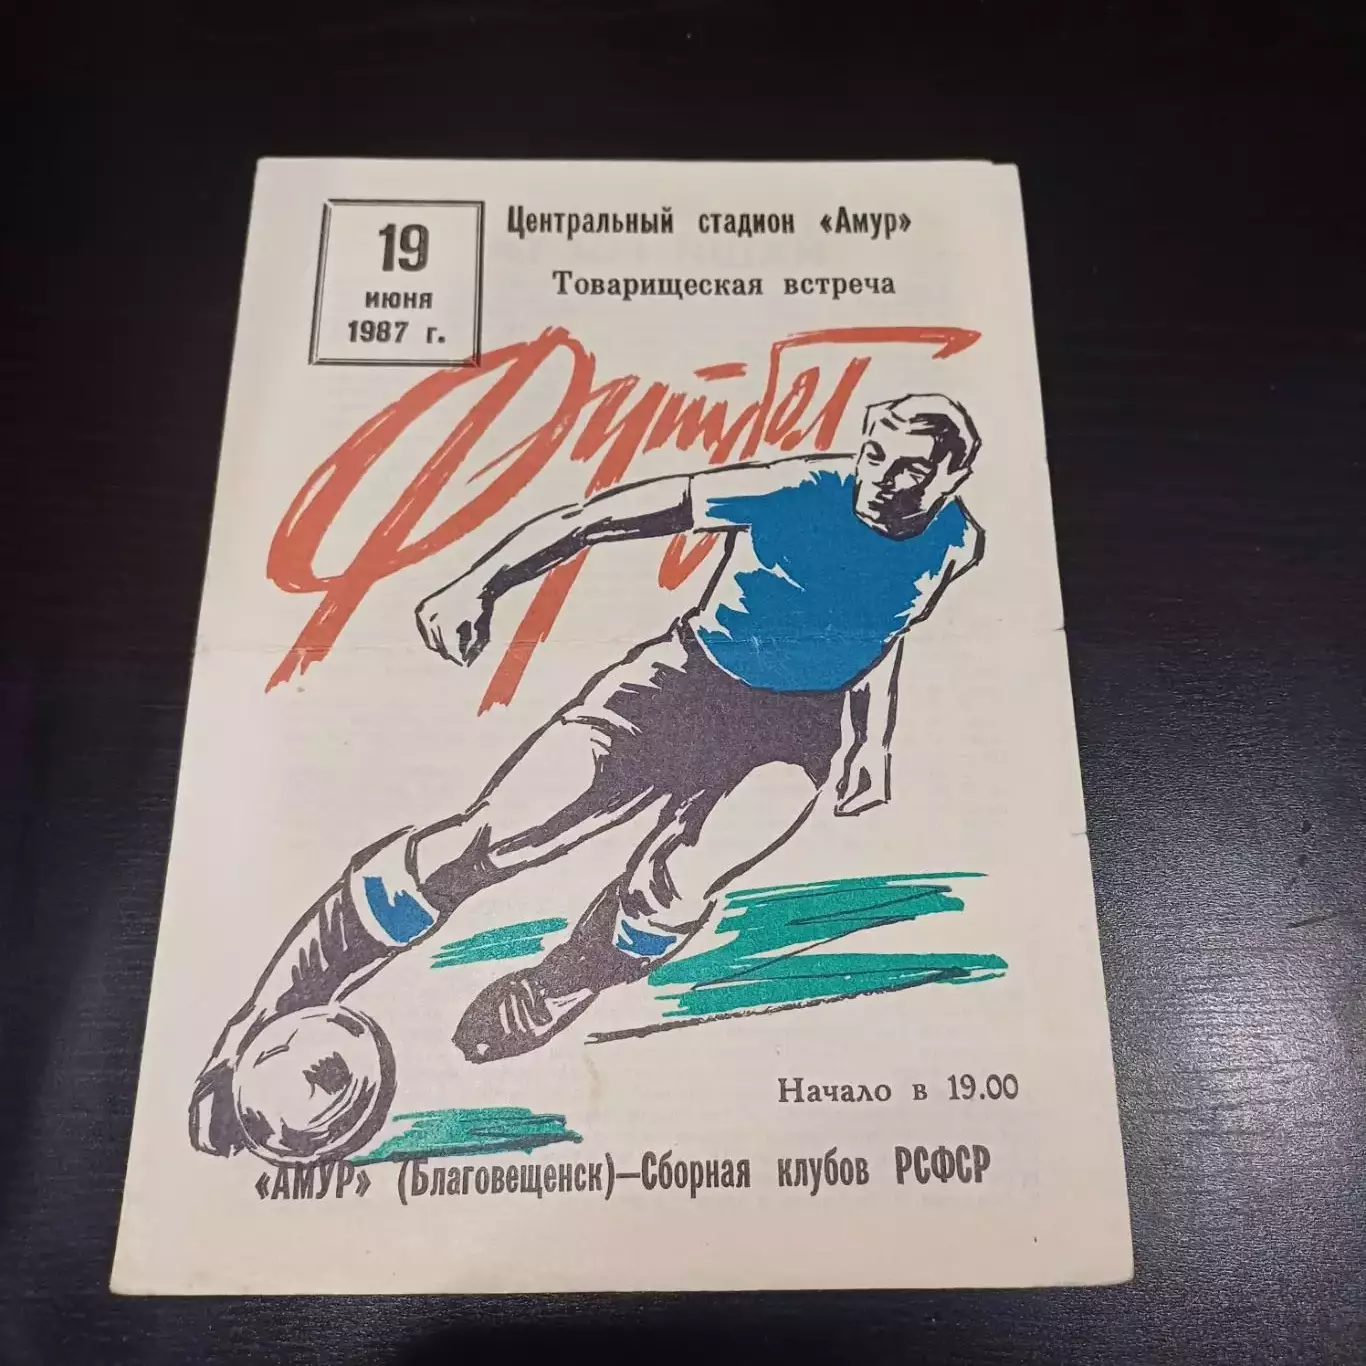 19
июня
1987 г.
Центральный стадион «Амур»
Товарищеская встреча
Футбол
Начало в 19.00
«АМУР» (Благовещенск)—Сборная клубов РСФСР